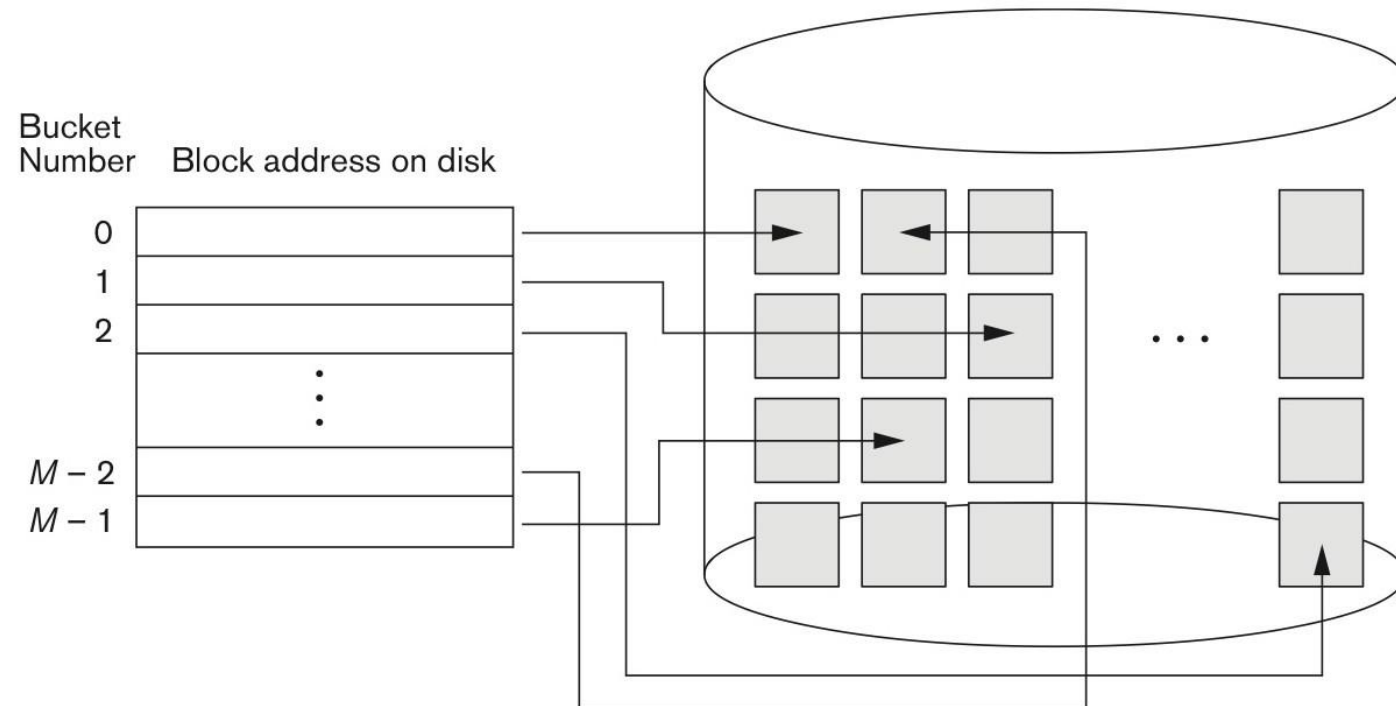 Bucket
Number Block address on disk
0
1
2
M – 2
M – 1